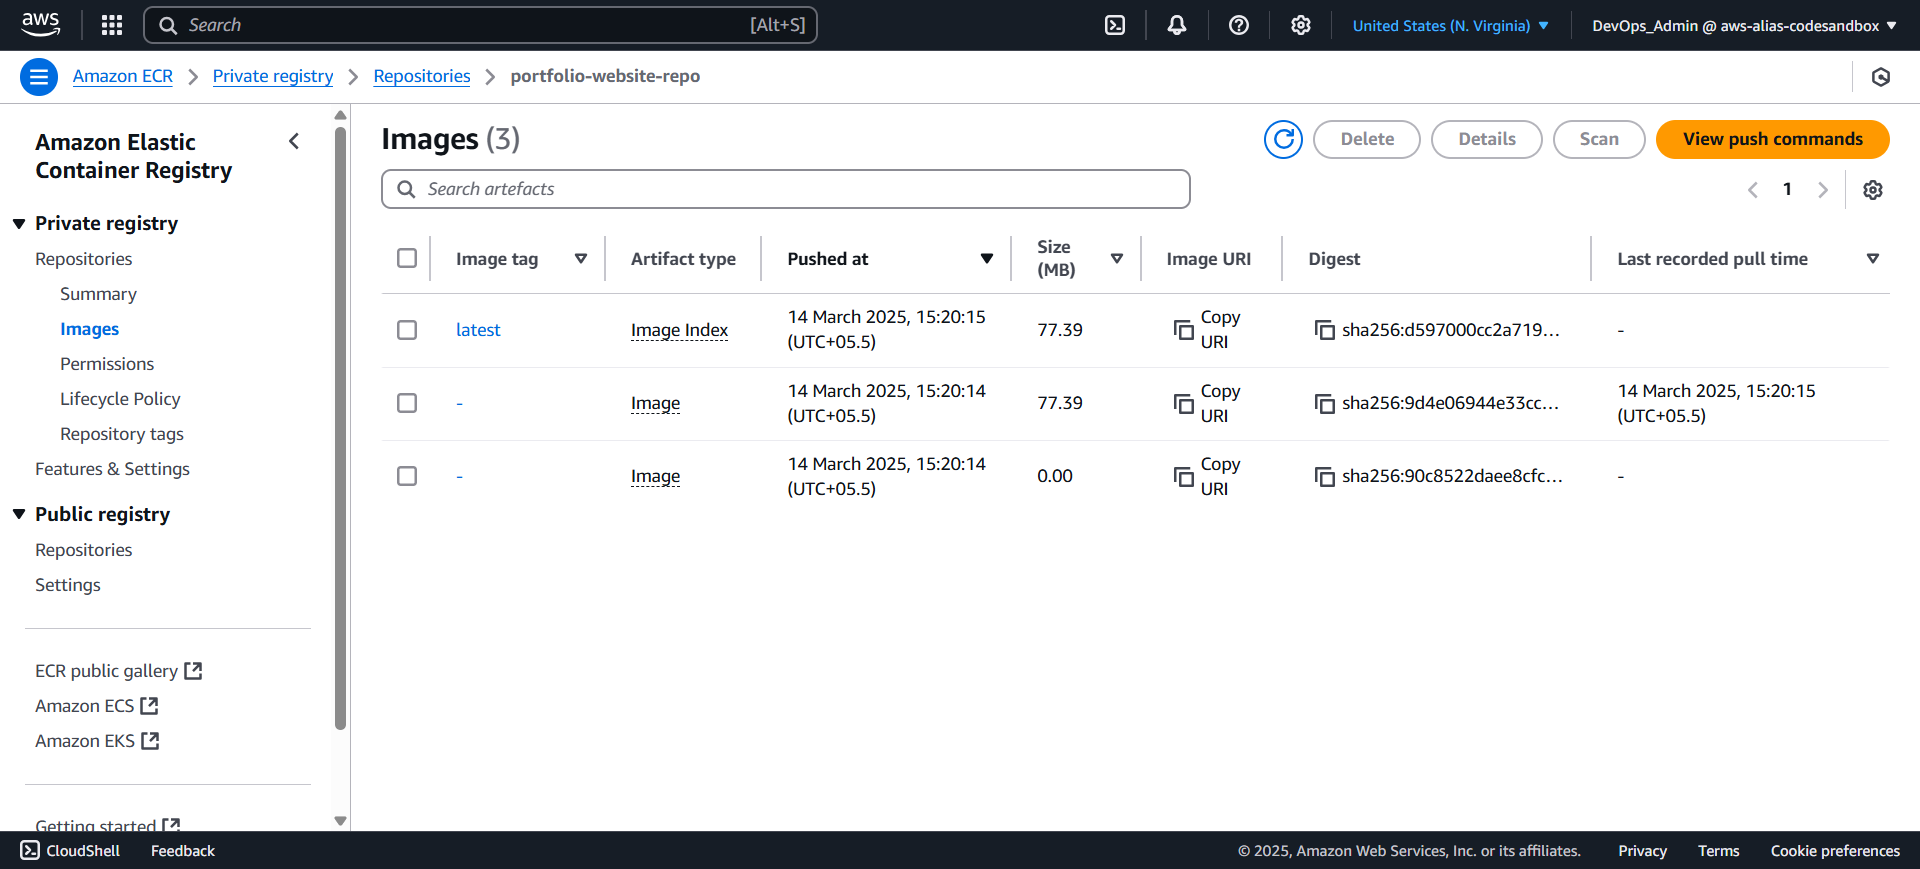 aws
Search [Alt+S]
United States (N. Virginia)
DevOps_Admin @ aws-alias-codesandbox
Amazon ECR
Private registry
Repositories
portfolio-website-repo
Amazon Elastic
Container Registry
Private registry
Repositories
Summary
Images
Permissions
Lifecycle Policy
Repository tags
Features & Settings
Public registry
Repositories
Settings
ECR public gallery
Amazon ECS
Amazon EKS
Getting started
Images (3)
Delete
Details
Scan
View push commands
Search artefacts
1
Image tag
Artifact type
Pushed at
Size
(MB)
Image URI
Digest
Last recorded pull time
latest
Image Index
14 March 2025, 15:20:15
(UTC+05.5)
77.39
Copy
URI
sha256:d597000cc2a719...
-
-
Image
14 March 2025, 15:20:14
(UTC+05.5)
77.39
Copy
URI
sha256:9d4e06944e33cc...
14 March 2025, 15:20:15
(UTC+05.5)
-
Image
14 March 2025, 15:20:14
(UTC+05.5)
0.00
Copy
URI
sha256:90c8522daee8cfc...
-
CloudShell
Feedback
© 2025, Amazon Web Services, Inc. or its affiliates.
Privacy
Terms
Cookie preferences